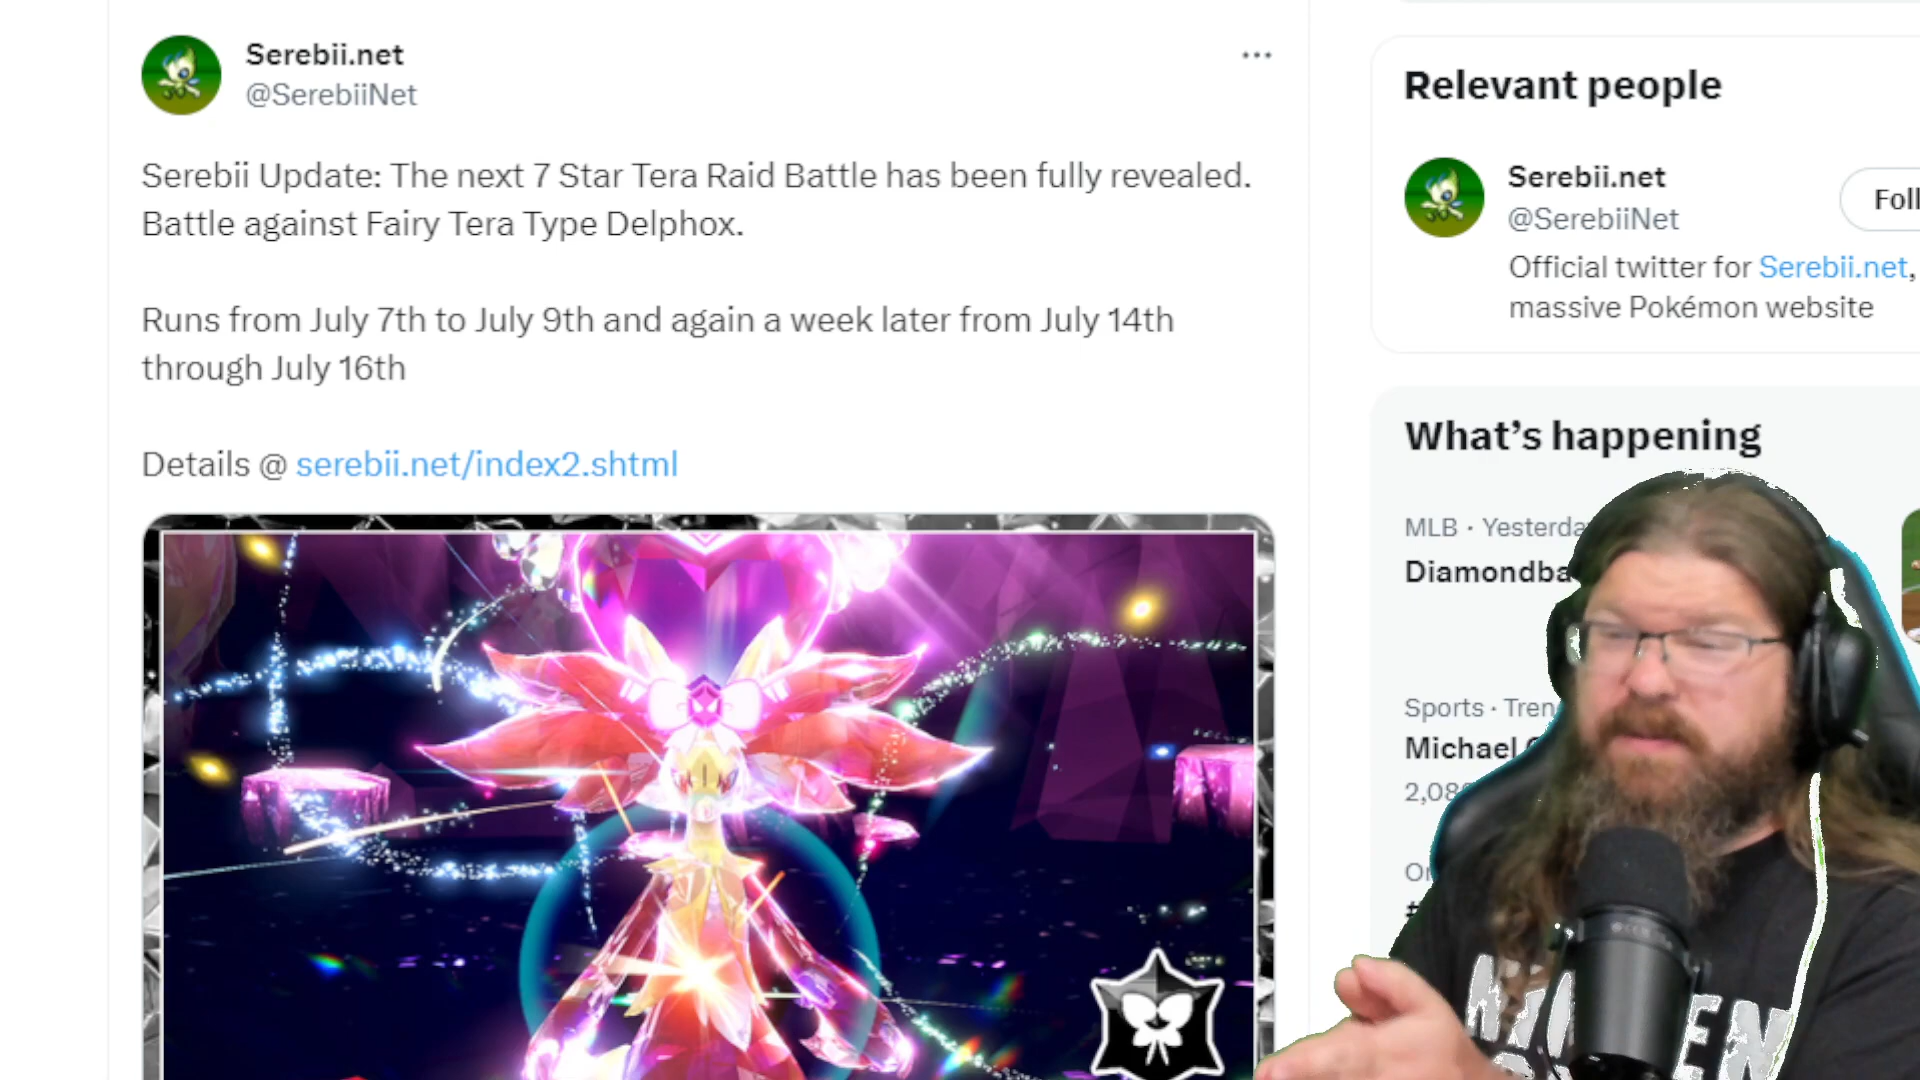 Serebii.net
@SerebiiNet
Serebii Update: The next 7 Star Tera Raid Battle has been fully revealed.
Battle against Fairy Tera Type Delphox.
Runs from July 7th to July 9th and again a week later from July 14th
through July 16th
Details @ serebii.net/index2.shtml
Relevant people
Serebii.net
@SerebiiNet
Foll
Official twitter for Serebii.net,
massive Pokémon website
What's happening
MLB · Yesterda
Diamondba
Sports · Tren
Michael
2,08